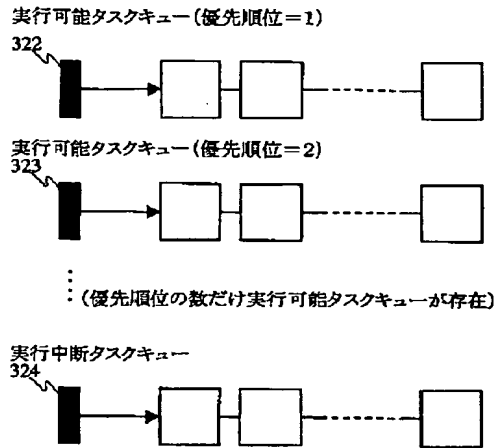 実行可能タスクキュー(優先順位=1)
322
実行可能タスクキュー(優先順位=2)
323
(優先順位の数だけ実行可能タスクキューが存在)
実行中断タスクキュー
324